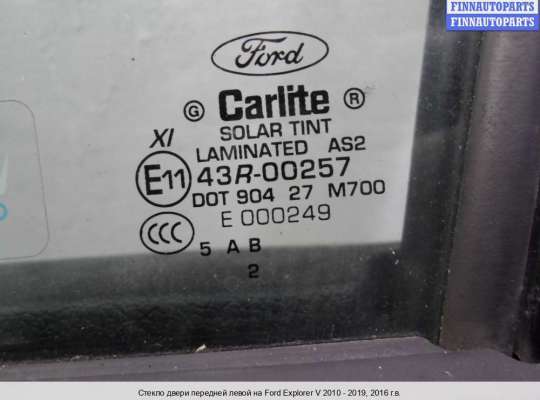 FINNAUTOPARTS
FINNAUTOPARTS
Ford
G Carlite R
SOLAR TINT
XI
LAMINATED AS2
E11 43R-00257
DOT 904 27 M700
E 000249
CCC
5 A B
2
Стекло двери передней левой на Ford Explorer V 2010 - 2019, 2016 г.в.